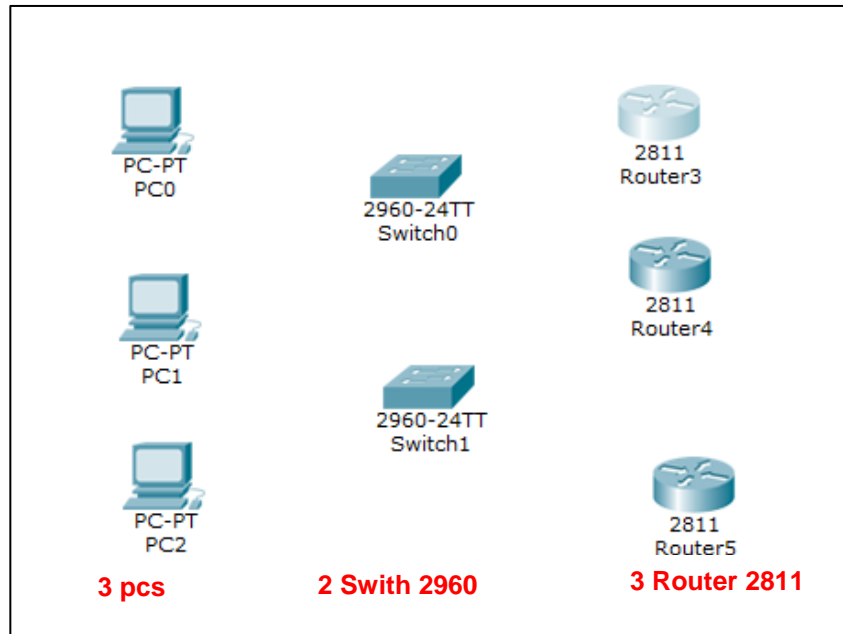 PC-PT
PC0
2960-24TT
Switch0
2811
Router3
2811
Router4
PC-PT
PC1
2960-24TT
Switch1
PC-PT
PC2
2811
Router5
3 pcs
2 Swith 2960
3 Router 2811